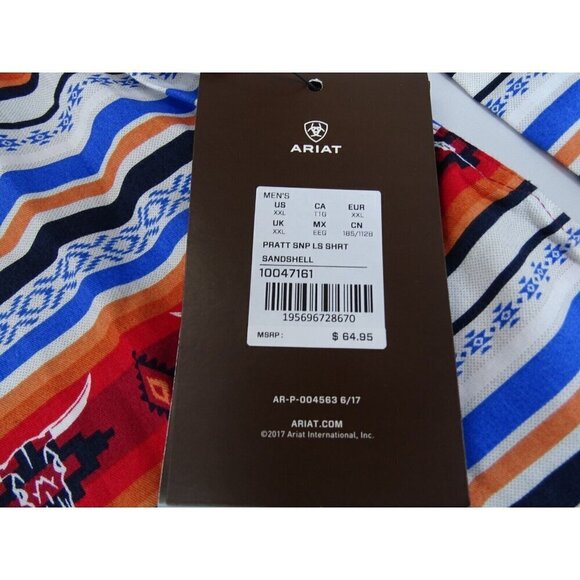 ARIAT
MEN'S
US CA EUR
XXL TTG XXL
UK MX CN
XXL EEG 185/112B
PRATT SNP LS SHRT
SANDSHELL
10047161
195696728670
MSRP: $ 64.95
AR-P-004563 6/17
ARIAT.COM
©2017 Ariat International, Inc.